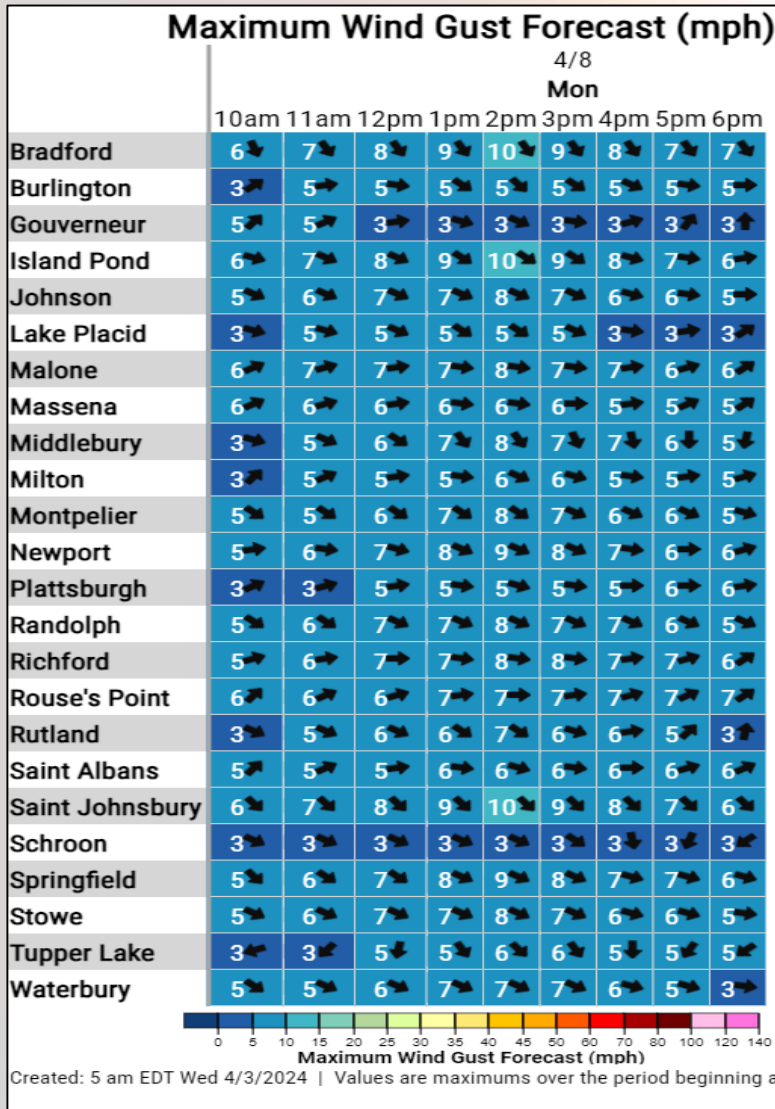 Maximum Wind Gust Forecast (mph)
4/8
Mon
10am 11am 12pm 1pm 2pm 3pm 4pm 5pm 6pm
Bradford 6 7 8 9 10 9 8 7 7
Burlington 3 5 5 5 5 5 5 5 5
Gouverneur 5 5 3 3 3 3 3 3 3
Island Pond 6 7 8 9 10 9 8 7 6
Johnson 5 6 7 7 8 7 6 6 5
Lake Placid 3 5 5 5 5 5 3 3 3
Malone 6 7 7 7 8 7 7 6 6
Massena 6 6 6 6 6 6 5 5 5
Middlebury 3 5 6 7 8 7 7 6 5
Milton 3 5 5 5 6 6 5 5 5
Montpelier 5 5 6 7 8 7 6 6 5
Newport 5 6 7 8 9 8 7 6 6
Plattsburgh 3 3 5 5 5 5 5 6 6
Randolph 5 6 7 7 8 7 7 6 5
Richford 5 6 7 7 8 8 7 7 6
Rouse's Point 6 6 6 7 7 7 7 7 7
Rutland 3 5 6 6 7 6 6 5 3
Saint Albans 5 5 5 6 6 6 6 6 6
Saint Johnsbury 6 7 8 9 10 9 8 7 6
Schroon 3 3 3 3 3 3 3 3 3
Springfield 5 6 7 8 9 8 7 7 6
Stowe 5 6 7 7 8 7 6 6 5
Tupper Lake 3 3 5 5 6 6 5 5 5
Waterbury 5 5 6 7 7 7 6 5 3
0 5 10 15 20 25 30 35 40 45 50 60 70 80 100 120 140
Maximum Wind Gust Forecast (mph)
Created: 5 am EDT Wed 4/3/2024 | Values are maximums over the period beginning a